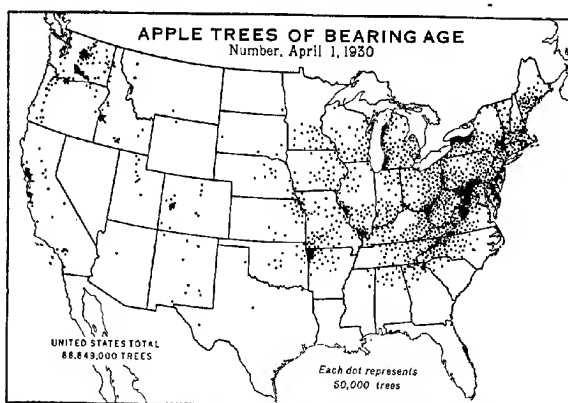 APPLE TREES OF BEARING AGE
Number, April 1, 1930
UNITED STATES TOTAL
88,849,000 TREES
Each dot represents
50,000 trees